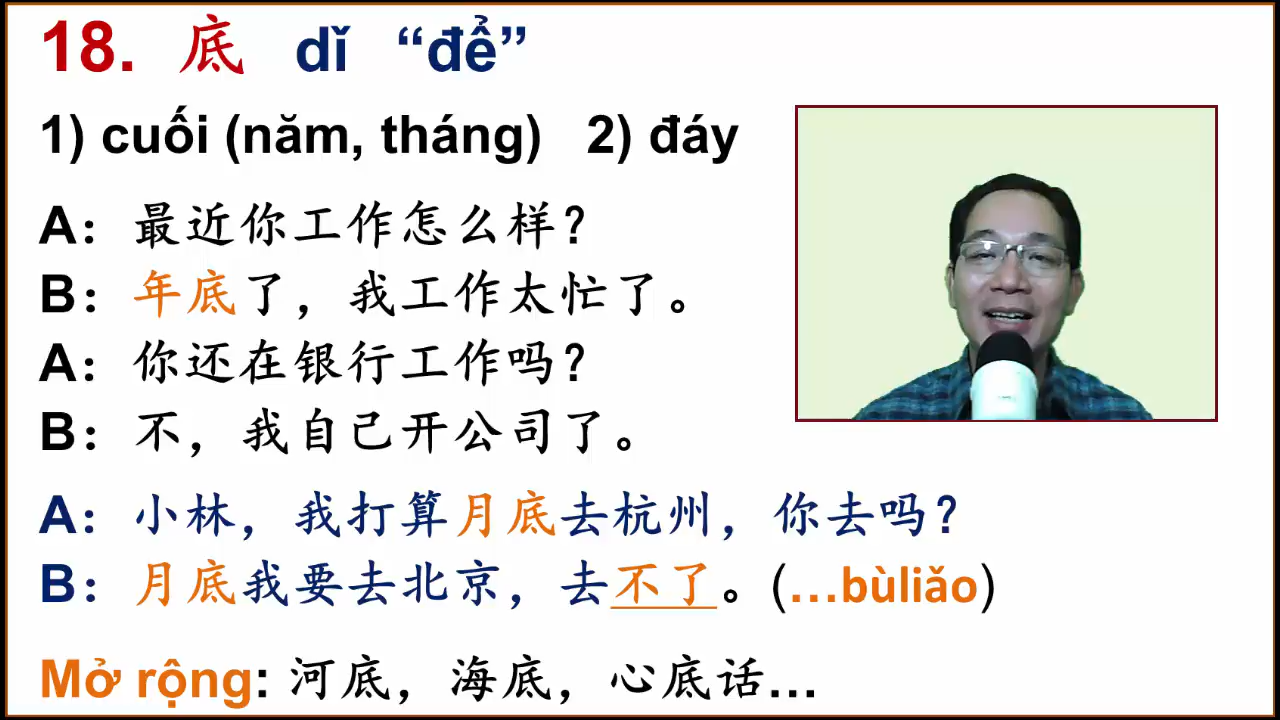 18. 底 dǐ “để”
1) cuối (năm, tháng) 2) đáy
A：最近你工作怎么样？
B：年底了，我工作太忙了。
A：你还在银行工作吗？
B：不，我自己开公司了。
A：小林，我打算月底去杭州，你去吗？
B：月底我要去北京，去不了。(…bùliǎo)
Mở rộng: 河底，海底，心底话…